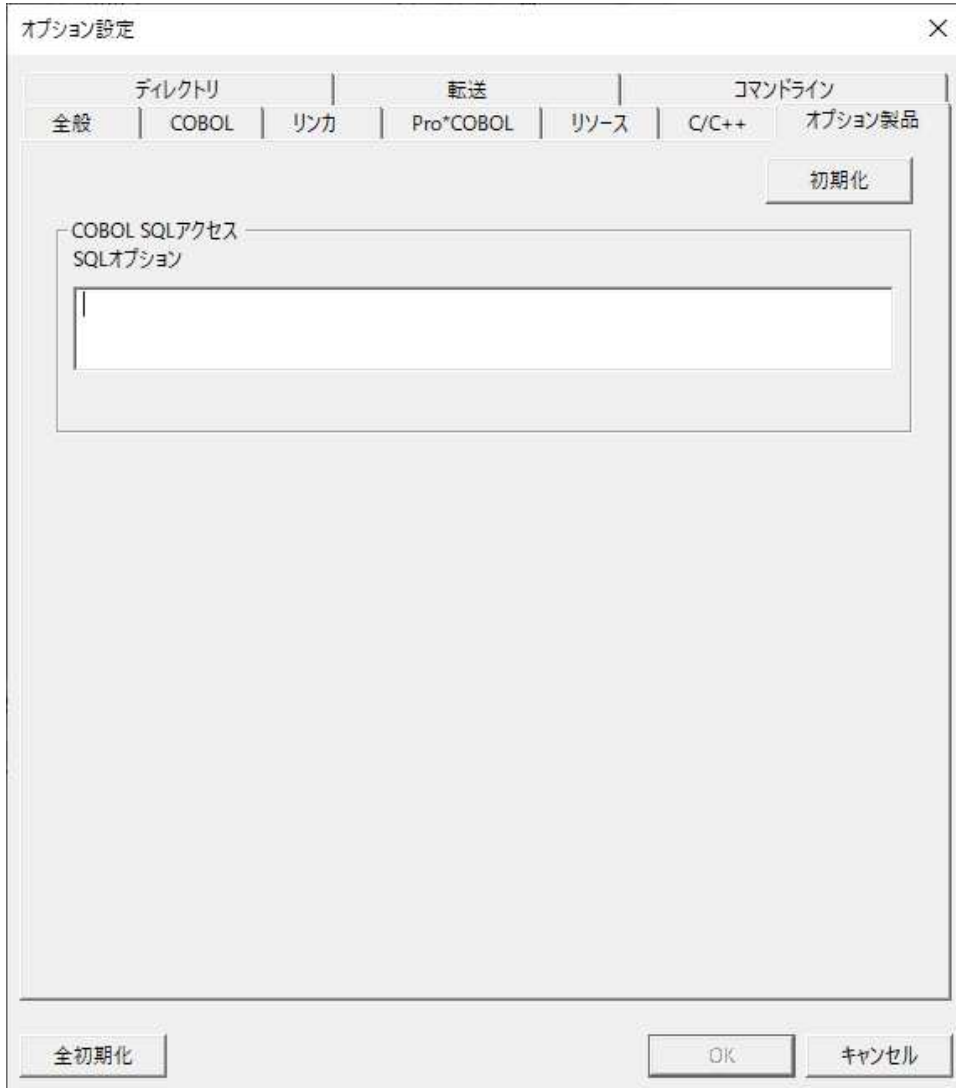 オプション設定
ディレクトリ 転送 コマンドライン
全般 COBOL リンカ Pro*COBOL リソース C/C++ オプション製品
初期化
COBOL SQLアクセス
SQLオプション
全初期化 OK キャンセル